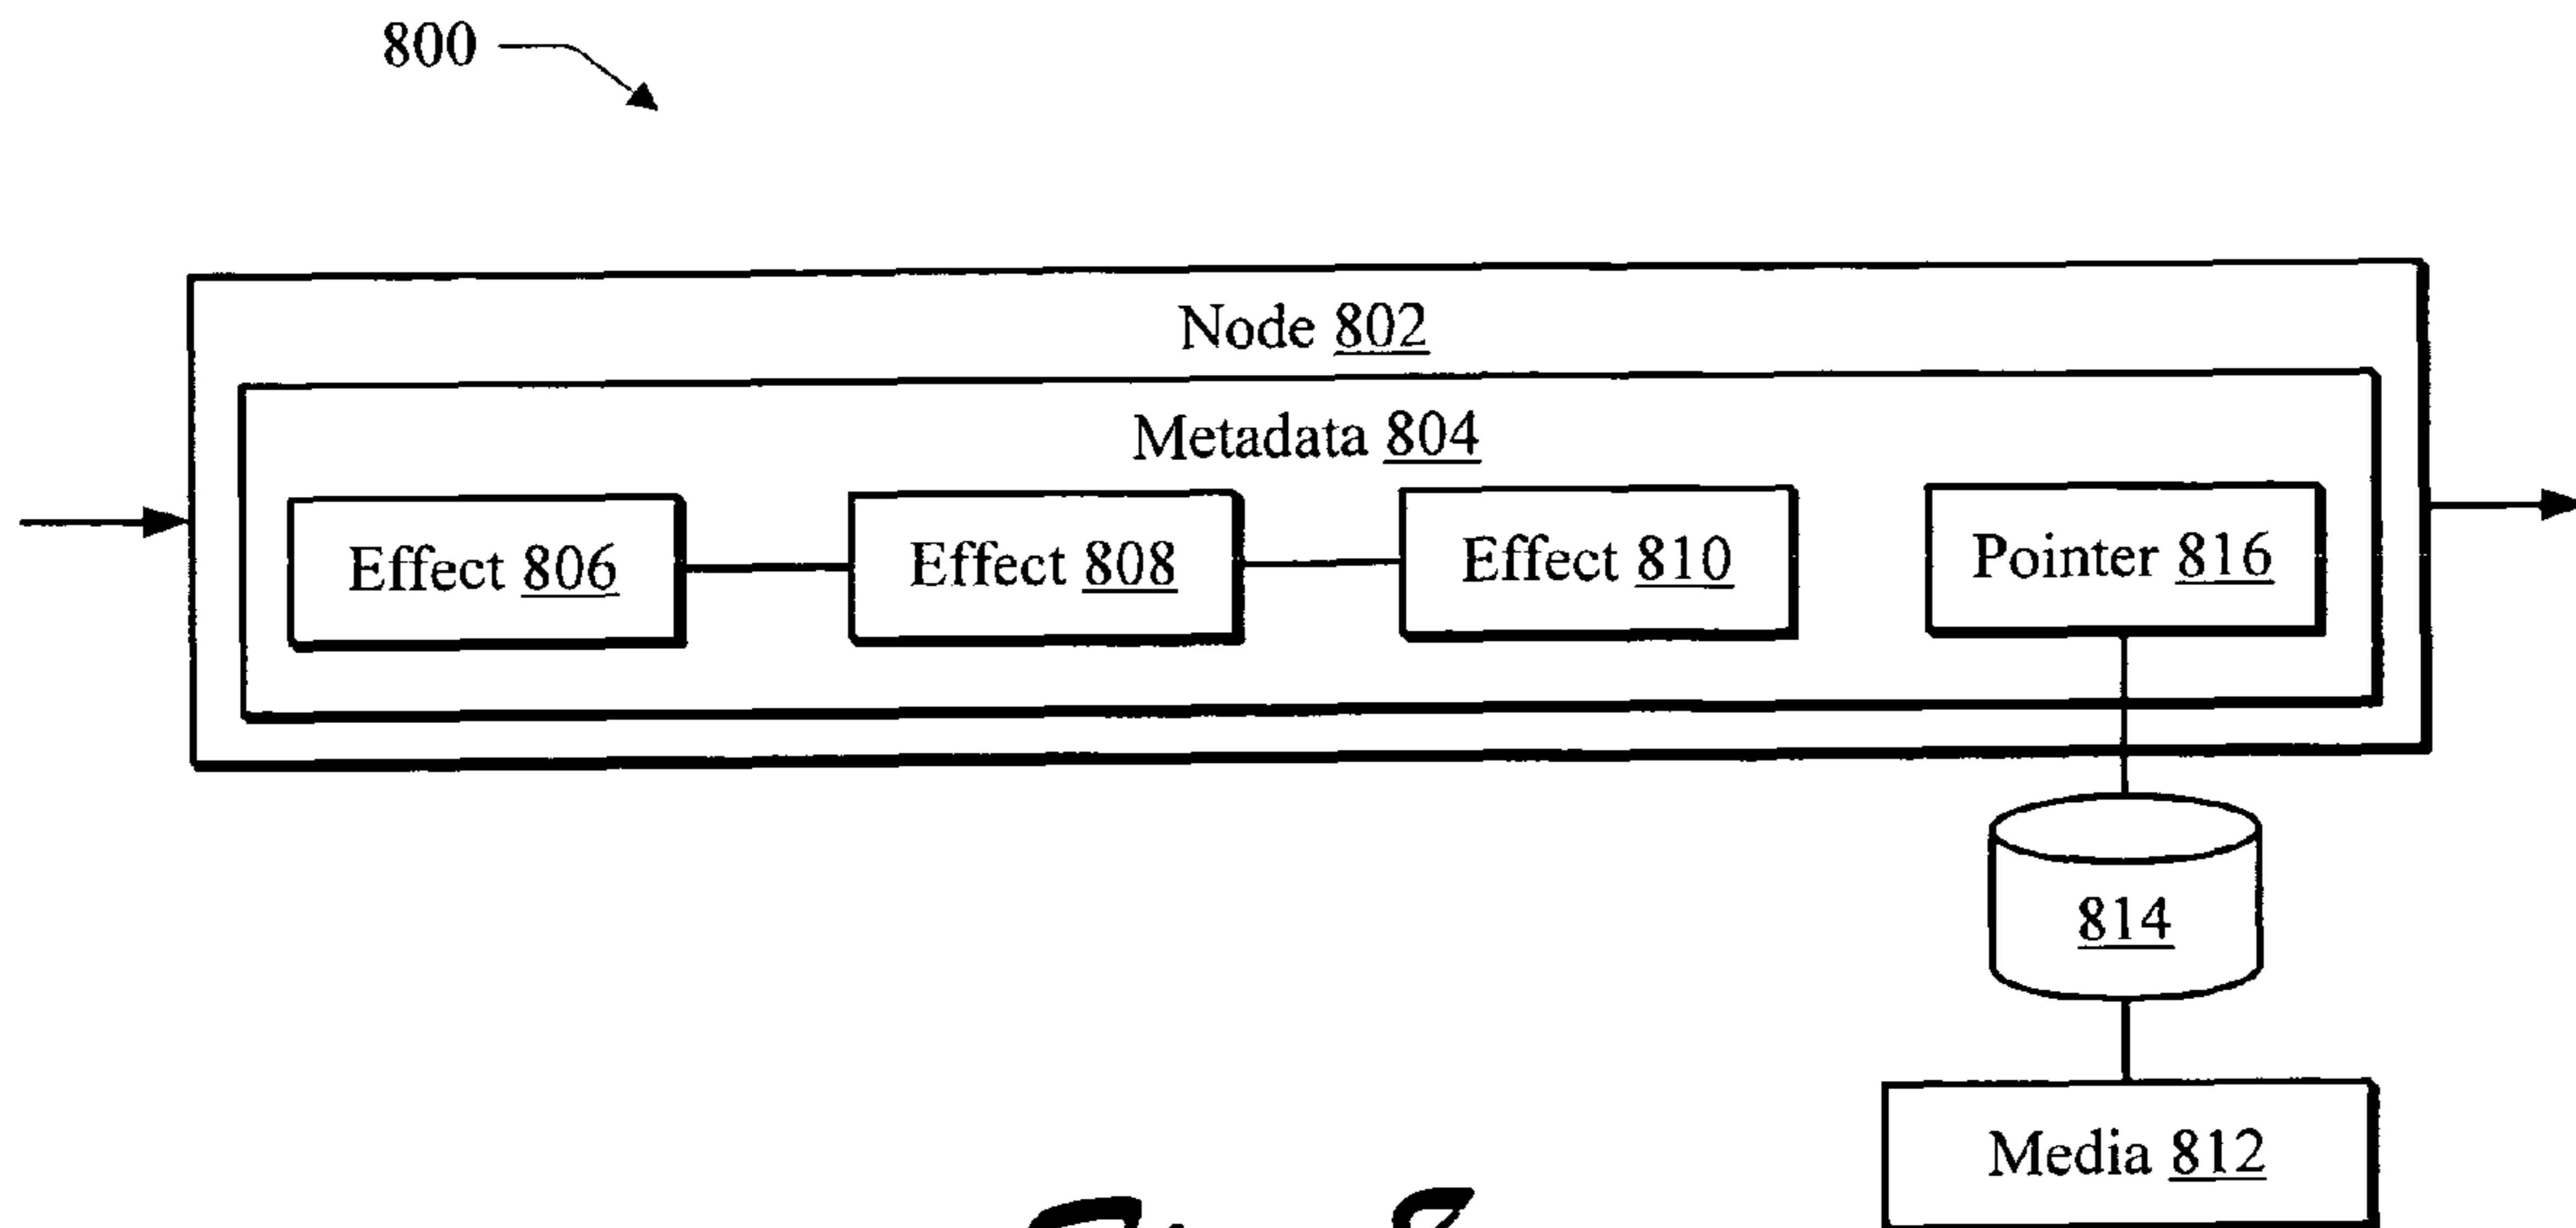 800
Node 802
Metadata 804
Effect 806
Effect 808
Effect 810
Pointer 816
814
Media 812